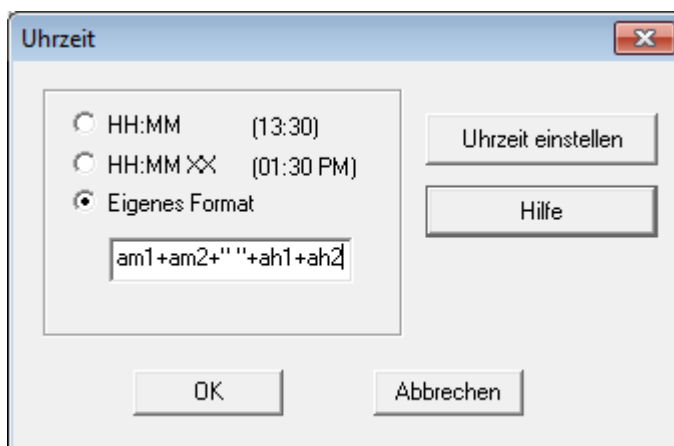 Uhrzeit
HH:MM (13:30)
HH:MM XX (01:30 PM)
Eigenes Format
am1+am2+" "+ah1+ah2
Uhrzeit einstellen
Hilfe
OK
Abbrechen